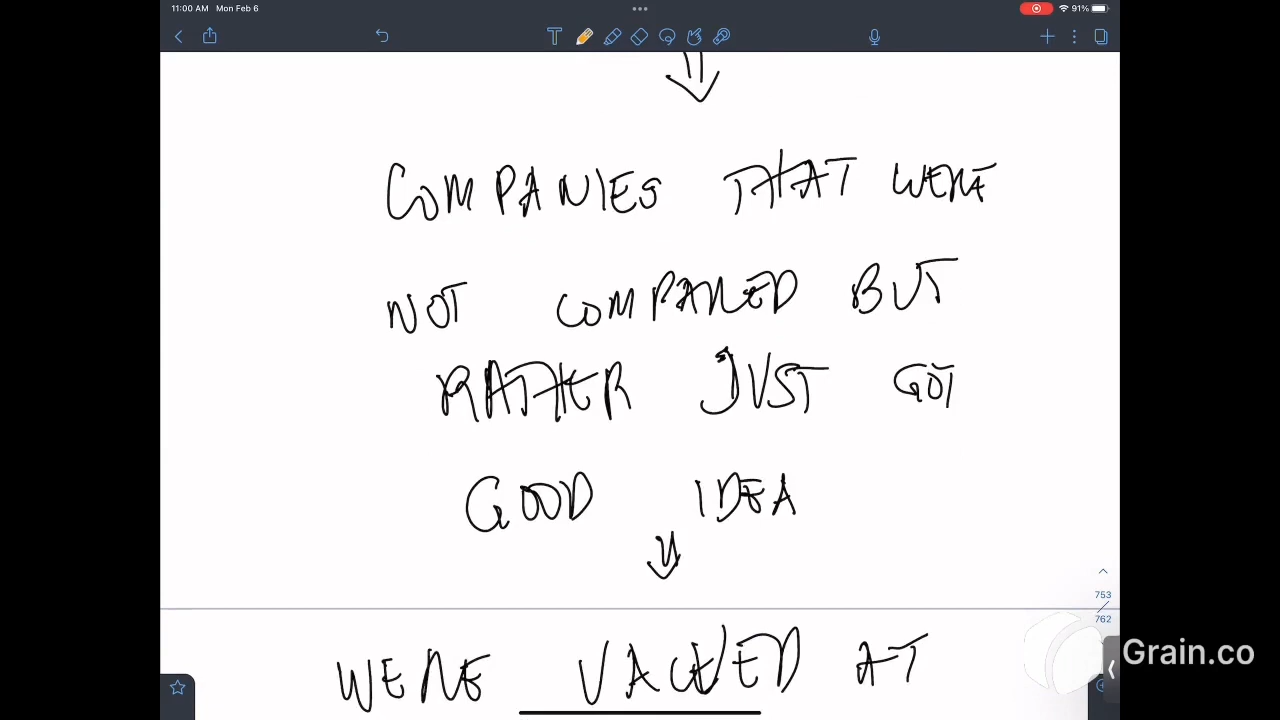 11:00 AM Mon Feb 6
91%
COMPANIES THAT WERE
NOT COMPARED BUT
RATHER JUST GOT
GOOD IDEA
753
762
Grain.co
WERE VALUED AT